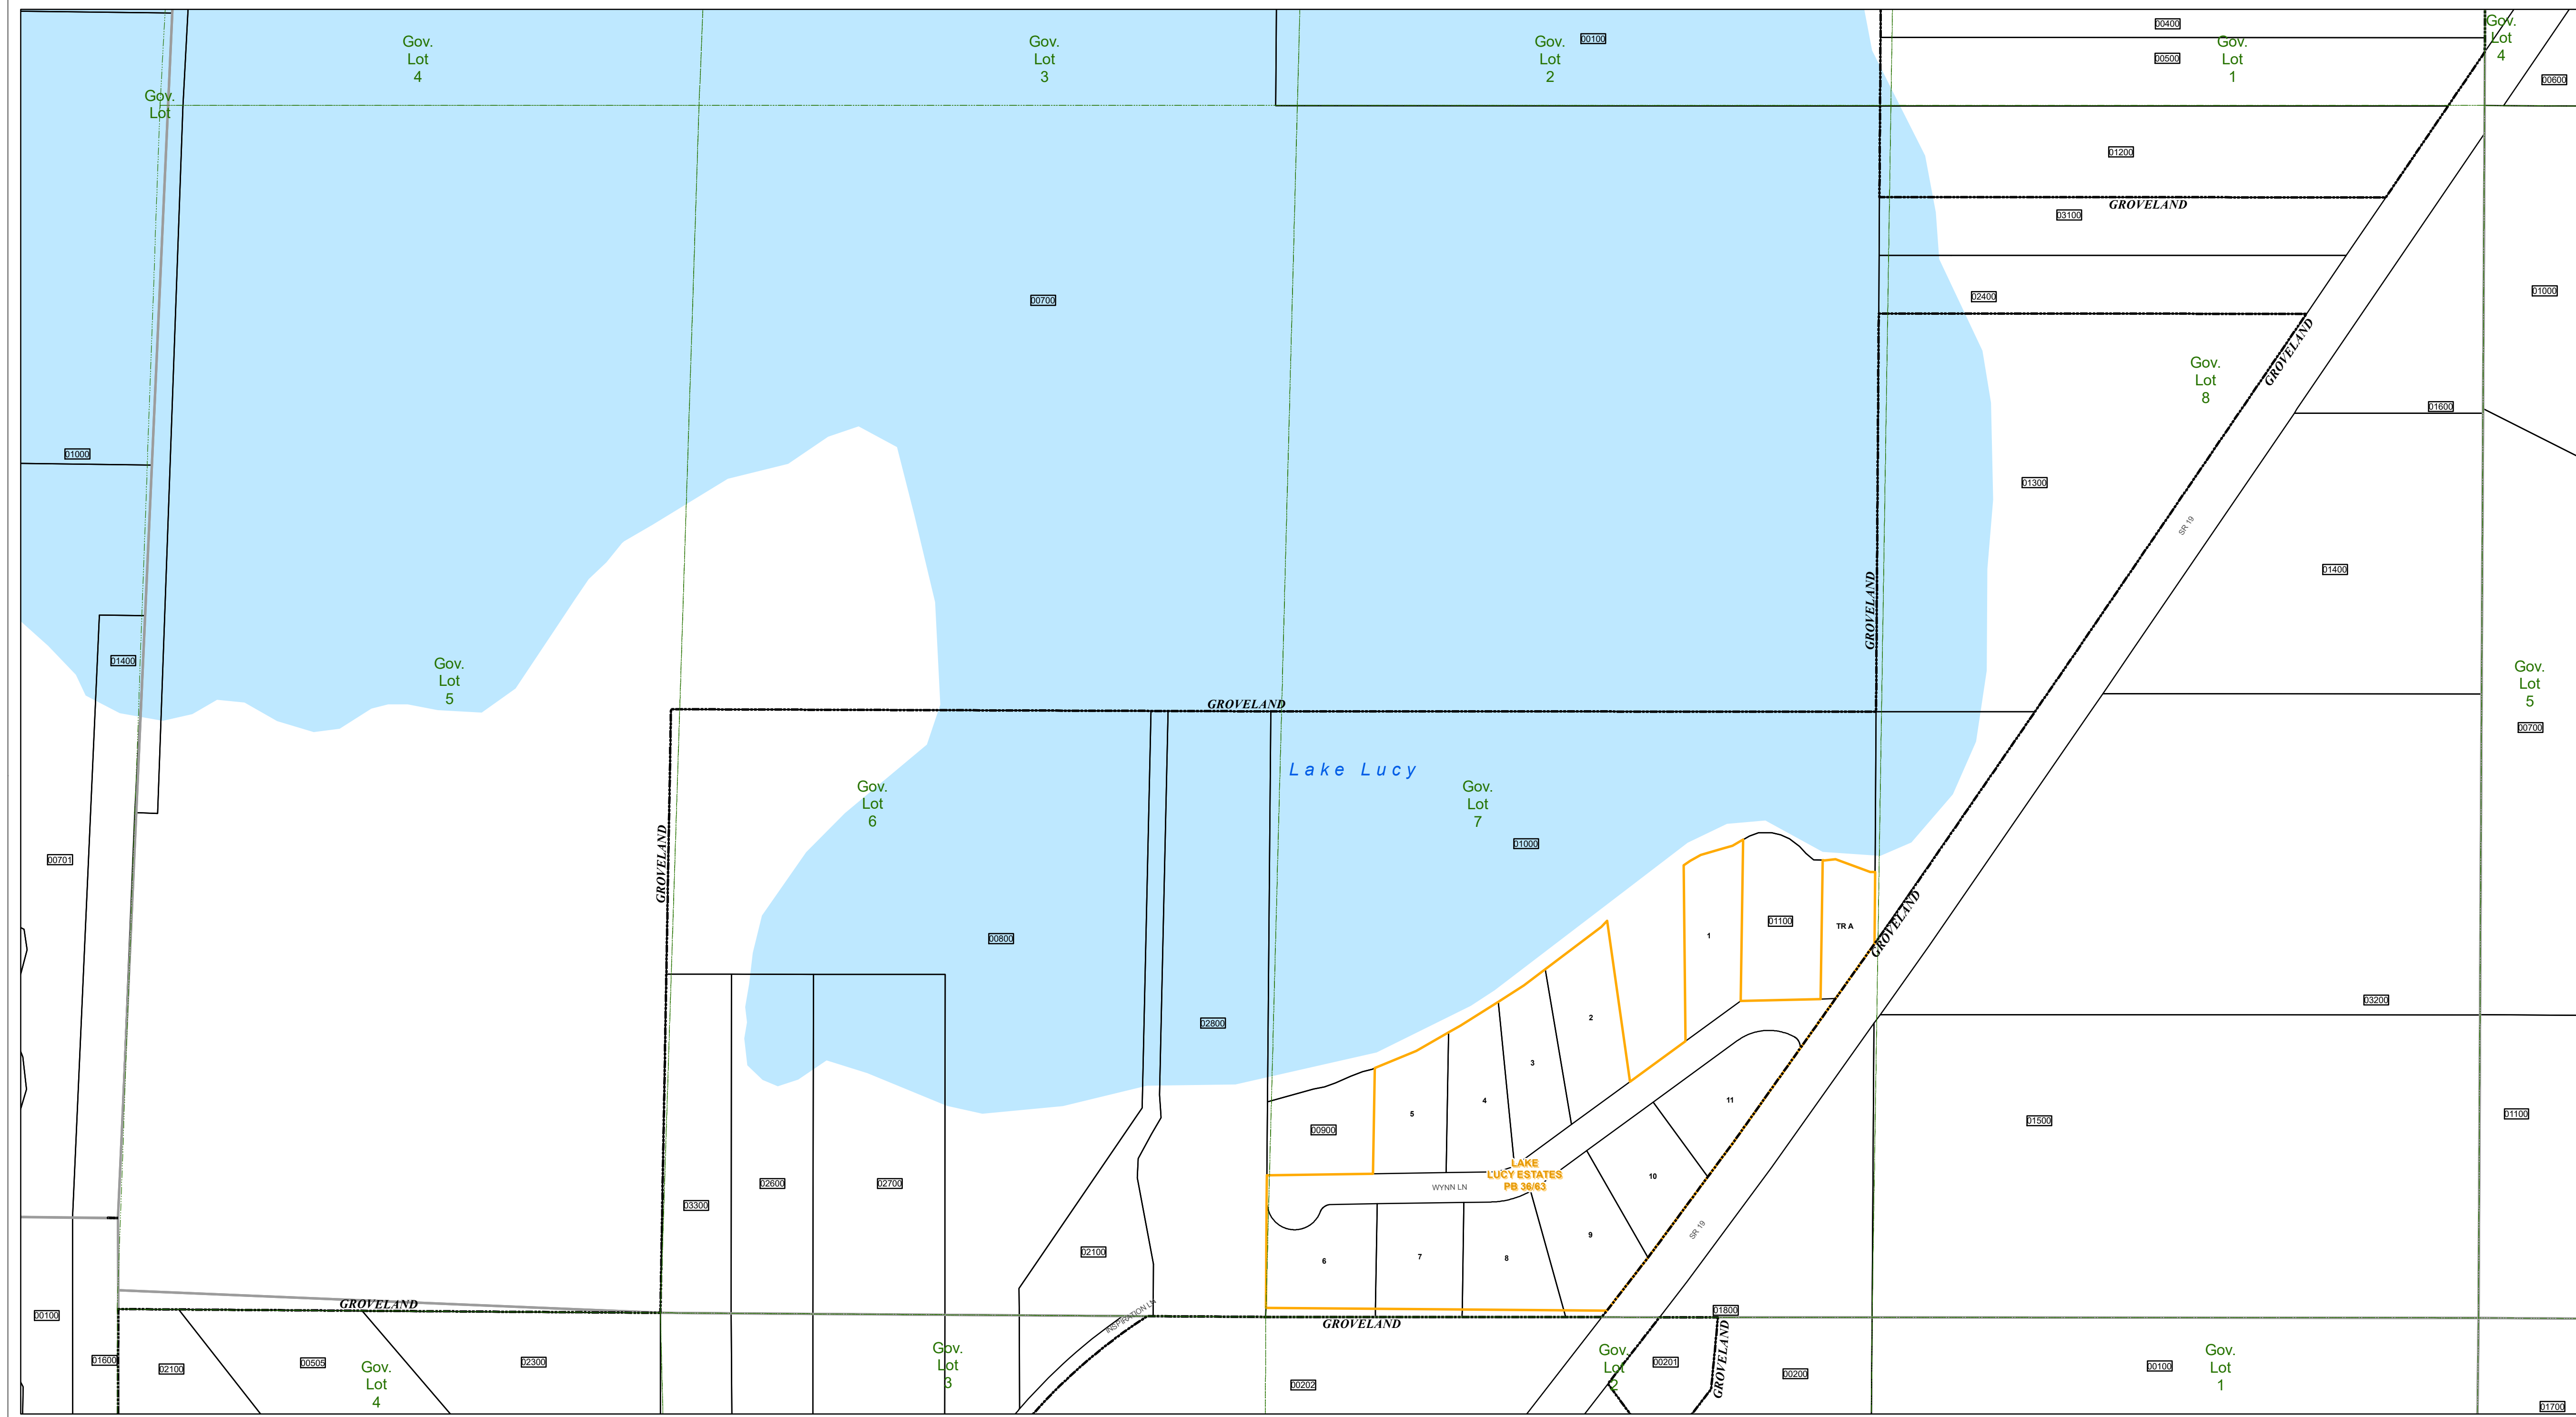 Gov.
Lot
4
Gov.
Lot
3
Gov.
Lot
2
00100
00400
Gov.
Lot
1
00500
Gov.
Lot
4
00600
Gov.
Lot
01200
GROVELAND
03100
00700
02400
01000
GROVELAND
Gov.
Lot
8
01600
01000
01300
SR 19
01400
GROVELAND
01400
Gov.
Lot
5
Gov.
Lot
5
GROVELAND
00700
Lake Lucy
Gov.
Lot
6
Gov.
Lot
7
01000
00701
GROVELAND
00800
1
01100
TR A
GROVELAND
03200
02800
2
3
4
5
11
00900
01500
01100
LAKE
LUCY ESTATES
PB 36/63
WYNN LN
10
03300
02600
02700
02100
6
7
8
9
SR 19
00100
GROVELAND
INSPIRATION LN
GROVELAND
01800
GROVELAND
01600
02100
00505
Gov.
Lot
4
02300
Gov.
Lot
3
00202
Gov.
Lot
2
00201
00200
00100
Gov.
Lot
1
01700